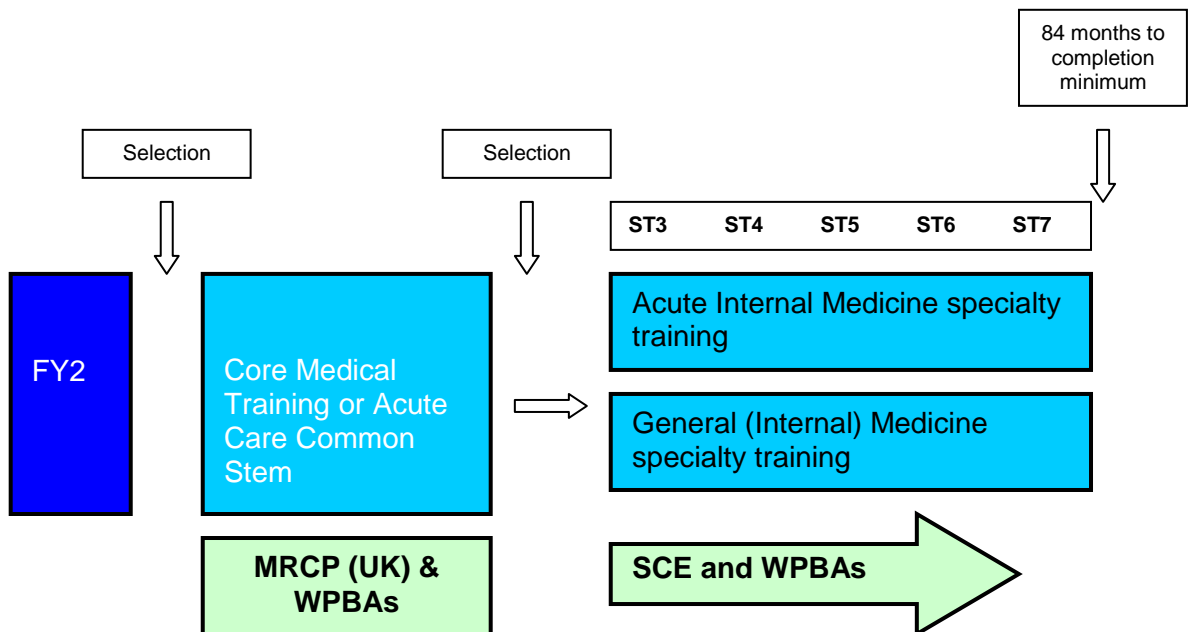 84 months to
completion
minimum
Selection
Selection
ST3 ST4 ST5 ST6 ST7
FY2
Core Medical
Training or Acute
Care Common
Stem
Acute Internal Medicine specialty
training
General (Internal) Medicine
specialty training
MRCP (UK) &
WPBAs
SCE and WPBAs